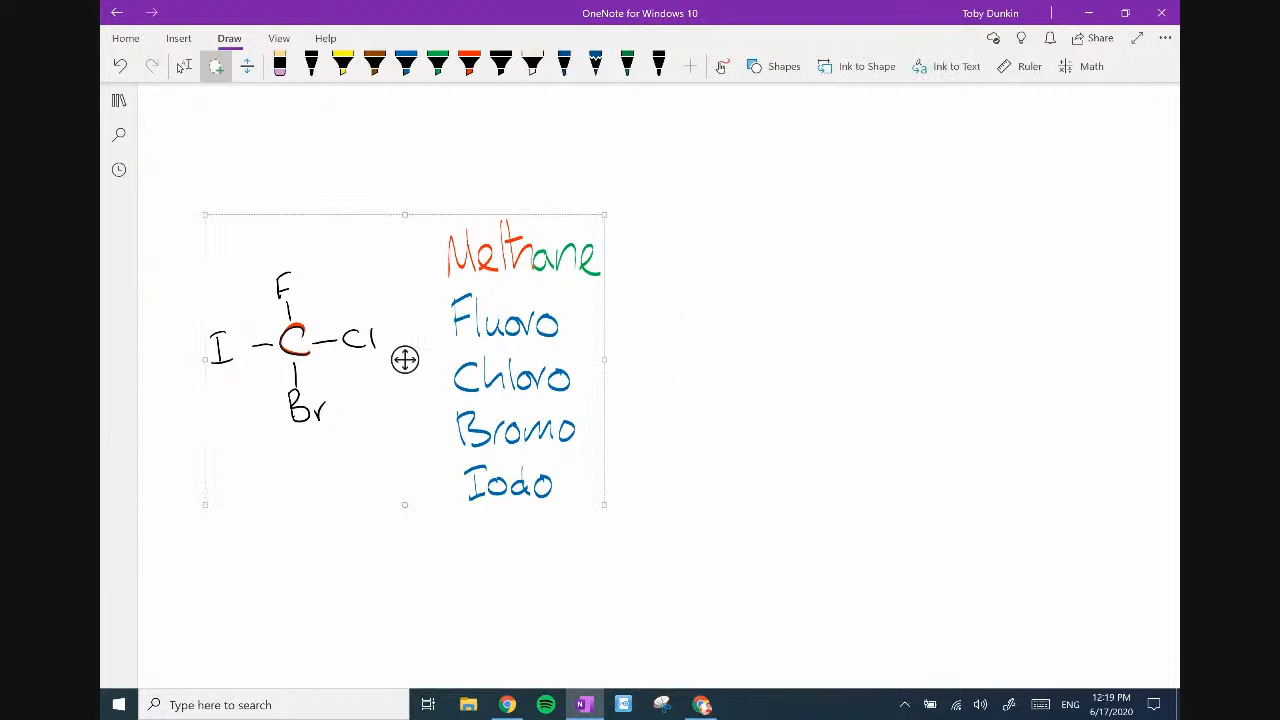 OneNote for Windows 10
Toby Dunkin
Home Insert Draw View Help
Share
Shapes Ink to Shape Ink to Text Ruler Math
Methane
F
Fluoro
I C Cl
Chloro
Br
Bromo
Iodo
Type here to search
ENG
12:19 PM
6/17/2020